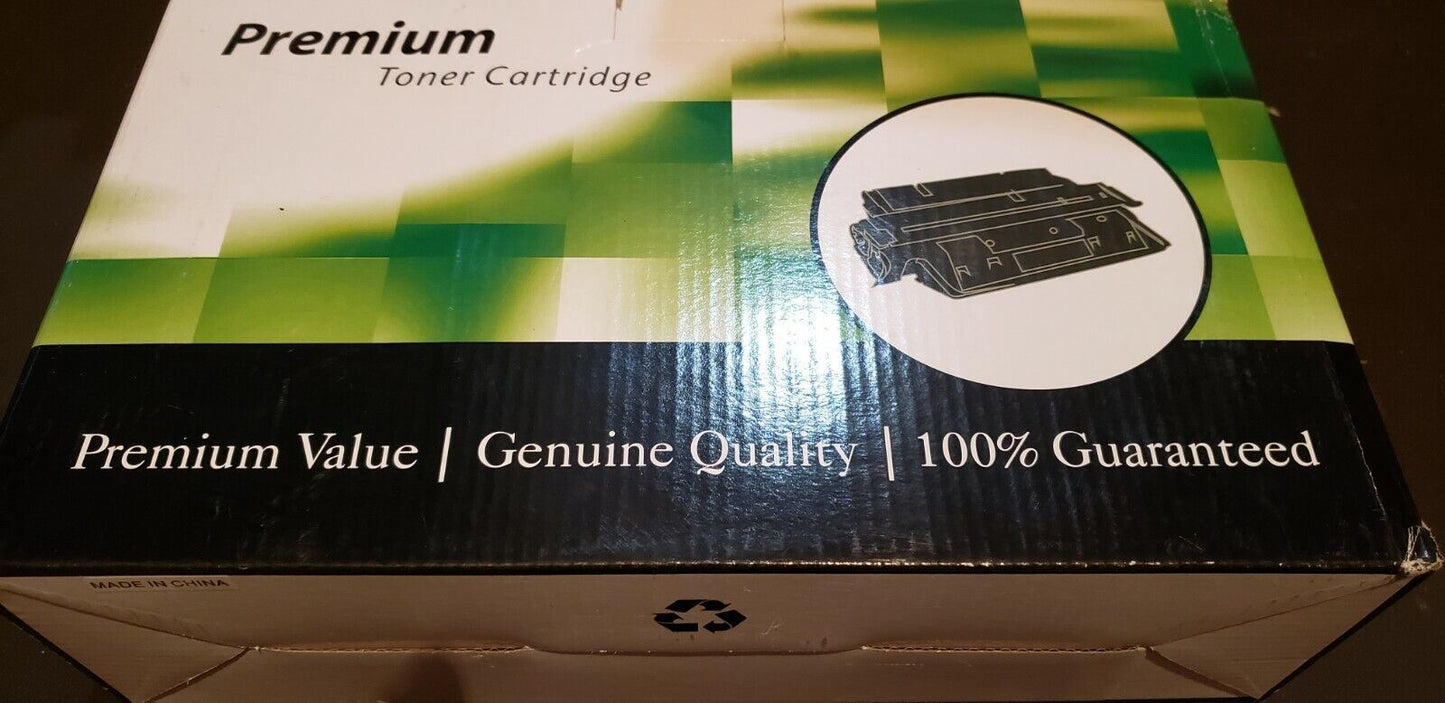 Premium
Toner Cartridge
Premium Value | Genuine Quality | 100% Guaranteed
MADE IN CHINA